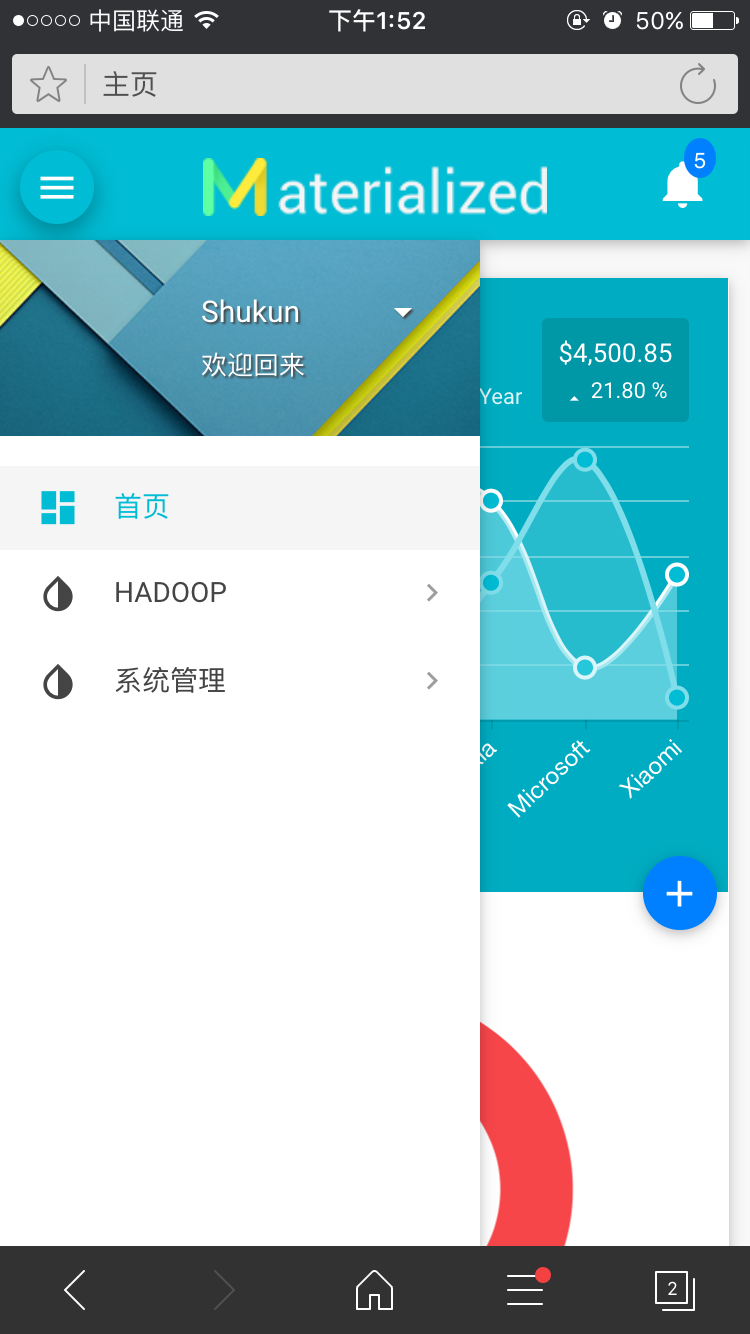 中国联通 下午1:52 50%
主页
Materialized 5
Shukun
欢迎回来
$4,500.85
Year 21.80 %
首页
HADOOP
系统管理
Microsoft
Xiaomi
2